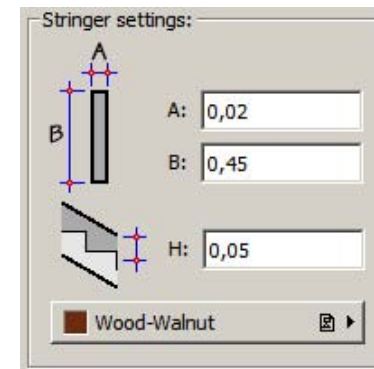 Stringer settings:
A
A: 0,02
B
B: 0,45
H: 0,05
Wood-Walnut